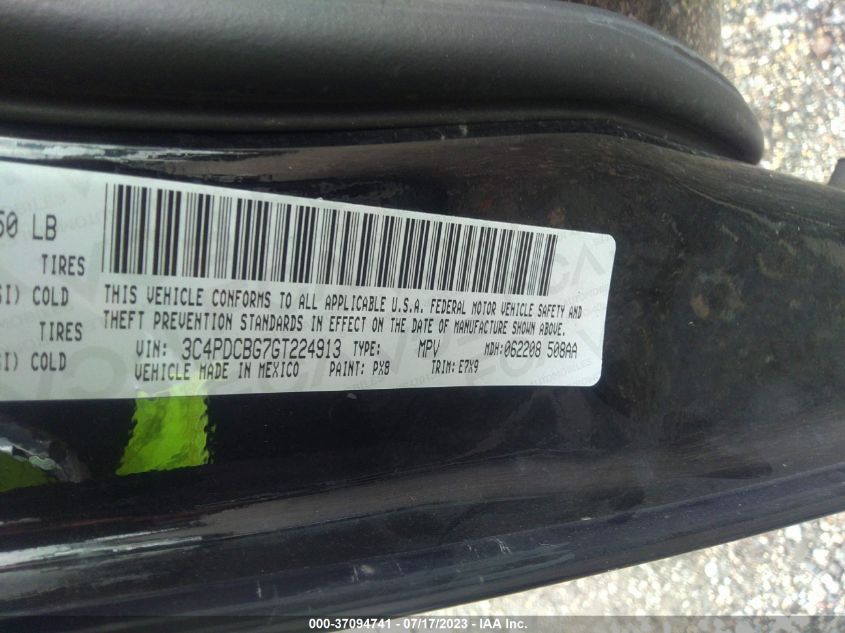 50 LB
TIRES
SI) COLD
TIRES
SI) COLD
THIS VEHICLE CONFORMS TO ALL APPLICABLE U.S.A. FEDERAL MOTOR VEHICLE SAFETY AND
THEFT PREVENTION STANDARDS IN EFFECT ON THE DATE OF MANUFACTURE SHOWN ABOVE.
VIN: 3C4PDCBG7GT224913 TYPE: MPV MDH:062208 508AA
VEHICLE MADE IN MEXICO PAINT: PX8 TRIM:E7X9
000-37094741 - 07/17/2023 - IAA Inc.